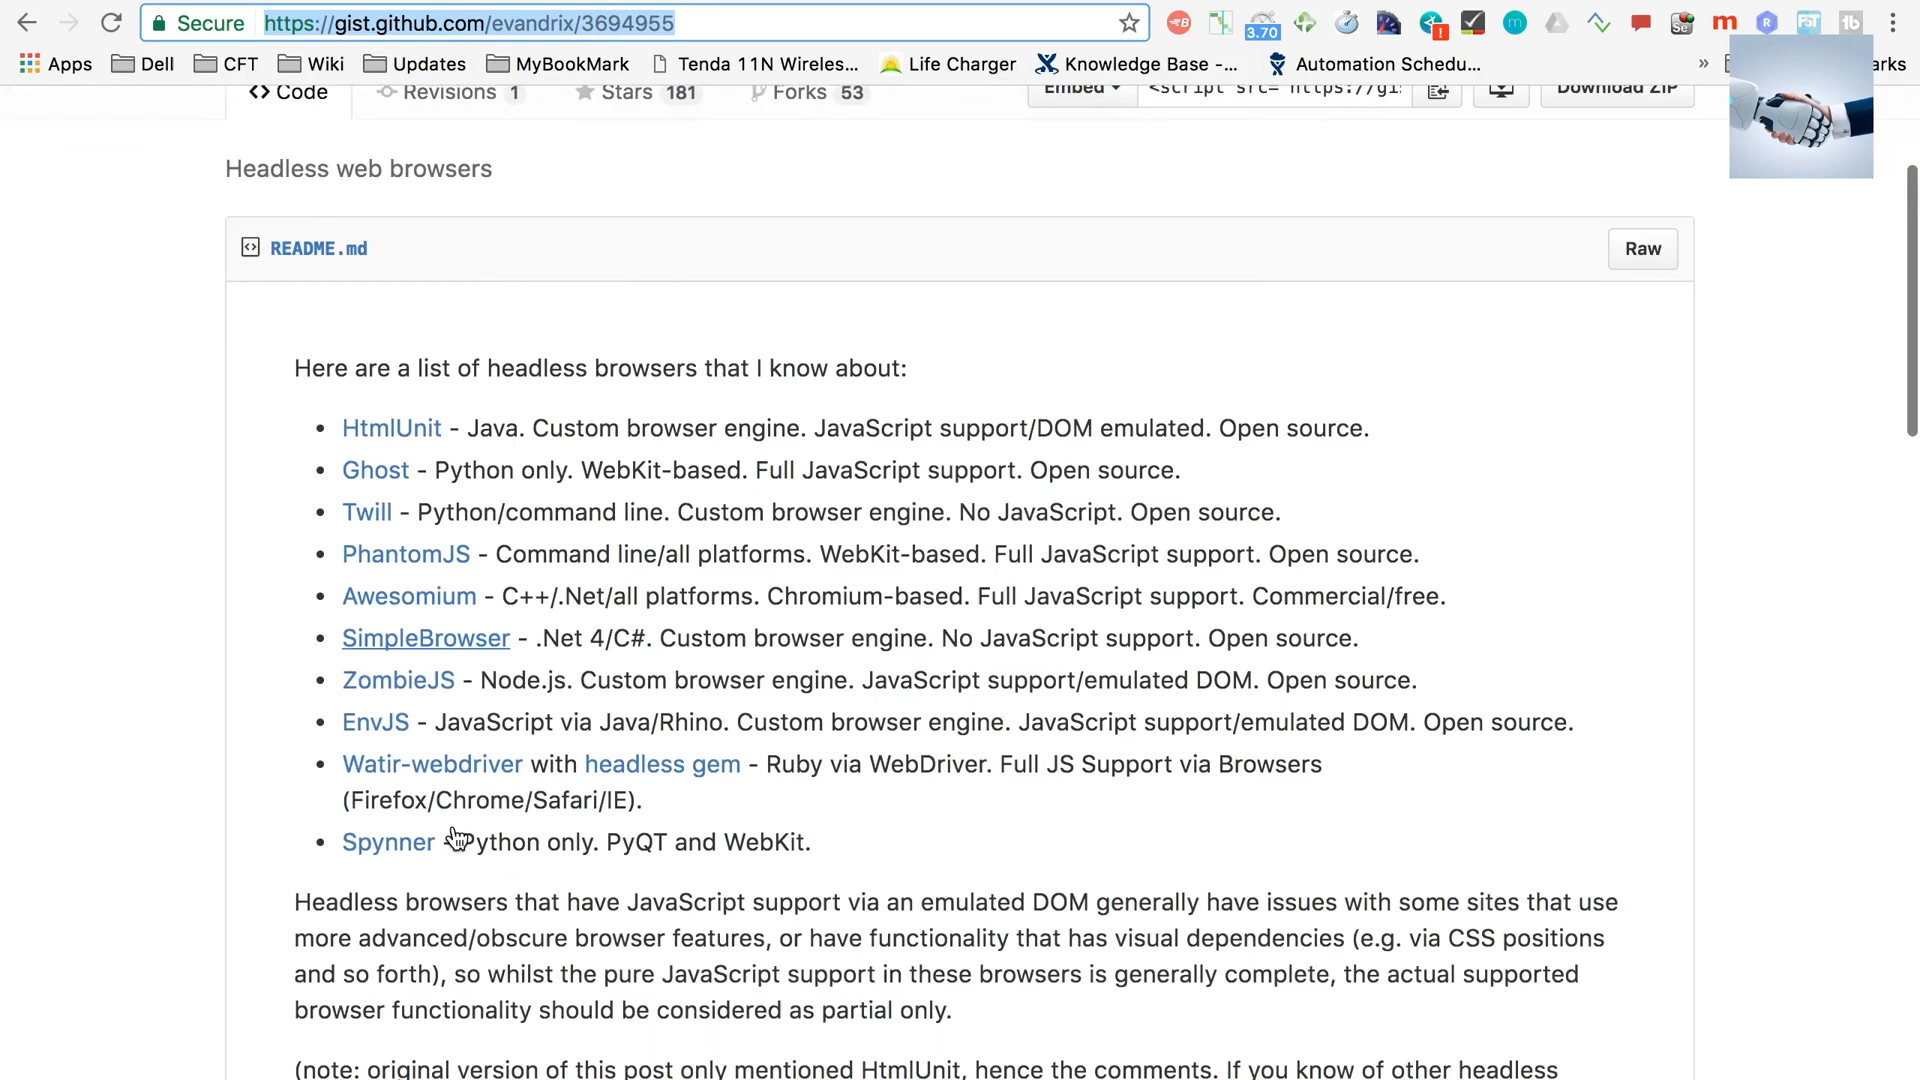 Secure https://gist.github.com/evandrix/3694955
3.70
Apps Dell CFT Wiki Updates MyBookMark Tenda 11N Wireles... Life Charger Knowledge Base -... Automation Schedu... » arks
Code Revisions 1 Stars 181 Forks 53 Embed <script src= https://gi: Download ZIP
Headless web browsers
README.md Raw
Here are a list of headless browsers that I know about:
• HtmlUnit - Java. Custom browser engine. JavaScript support/DOM emulated. Open source.
• Ghost - Python only. WebKit-based. Full JavaScript support. Open source.
• Twill - Python/command line. Custom browser engine. No JavaScript. Open source.
• PhantomJS - Command line/all platforms. WebKit-based. Full JavaScript support. Open source.
• Awesomium - C++/.Net/all platforms. Chromium-based. Full JavaScript support. Commercial/free.
• SimpleBrowser - .Net 4/C#. Custom browser engine. No JavaScript support. Open source.
• ZombieJS - Node.js. Custom browser engine. JavaScript support/emulated DOM. Open source.
• EnvJS - JavaScript via Java/Rhino. Custom browser engine. JavaScript support/emulated DOM. Open source.
• Watir-webdriver with headless gem - Ruby via WebDriver. Full JS Support via Browsers
(Firefox/Chrome/Safari/IE).
• Spynner - Python only. PyQT and WebKit.
Headless browsers that have JavaScript support via an emulated DOM generally have issues with some sites that use
more advanced/obscure browser features, or have functionality that has visual dependencies (e.g. via CSS positions
and so forth), so whilst the pure JavaScript support in these browsers is generally complete, the actual supported
browser functionality should be considered as partial only.
(note: original version of this post only mentioned HtmlUnit, hence the comments. If you know of other headless